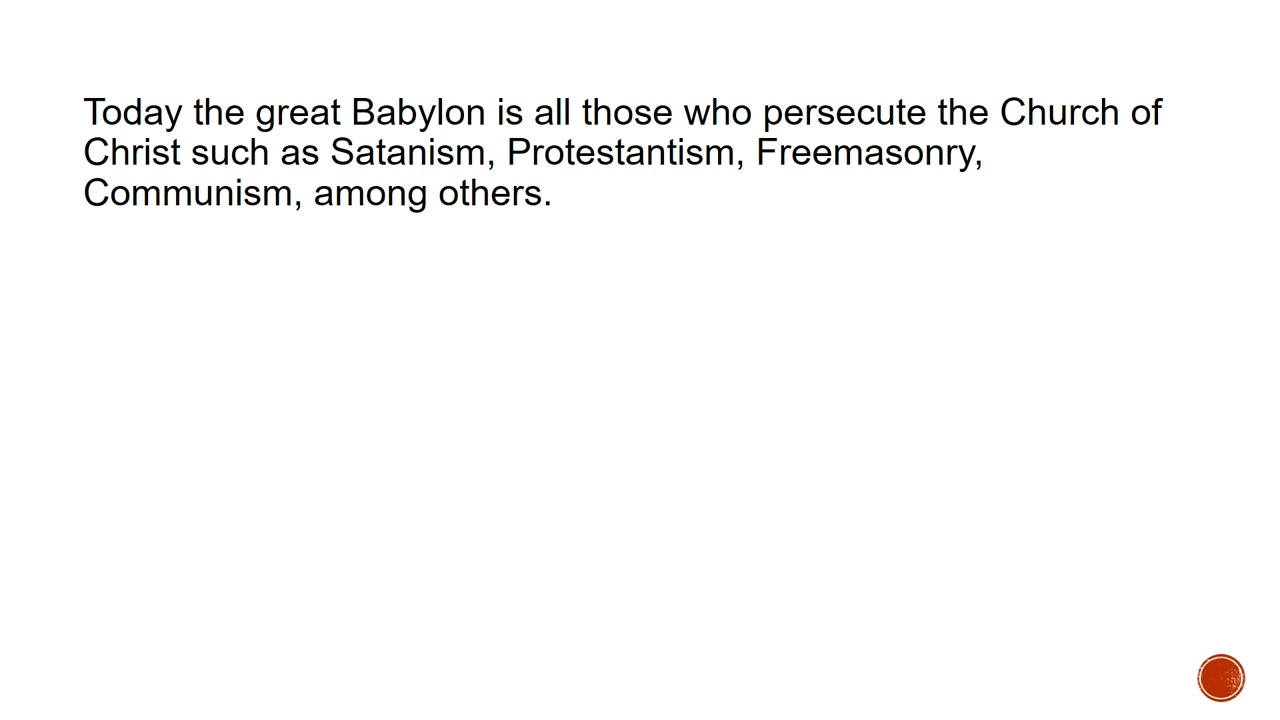 Today the great Babylon is all those who persecute the Church of
Christ such as Satanism, Protestantism, Freemasonry,
Communism, among others.